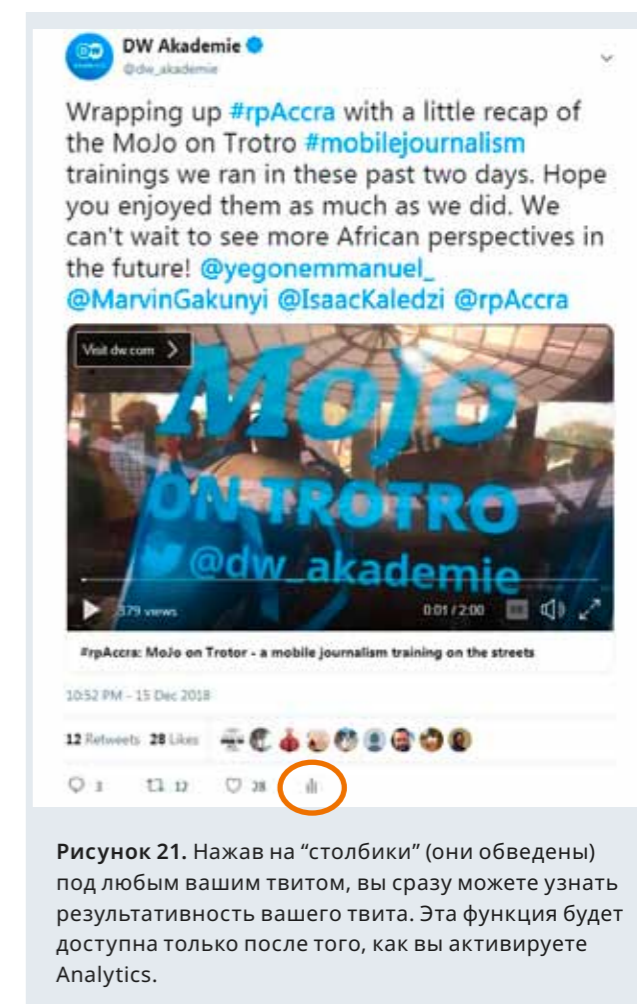 DW Akademie
@dw_akademie
Wrapping up #rpAccra with a little recap of
the MoJo on Trotro #mobilejournalism
trainings we ran in these past two days. Hope
you enjoyed them as much as we did. We
can't wait to see more African perspectives in
the future! @yegonemmanuel_
@MarvinGakunyi @IsaacKaledzi @rpAccra
Visit dw.com
Mojo
ON TROTRO
@dw_akademie
379 views 0:01 / 2:00
#rpAccra: MoJo on Trotor - a mobile journalism training on the streets
10:52 PM - 15 Dec 2018
12 Retweets 28 Likes
3 12 28
Рисунок 21. Нажав на “столбики” (они обведены)
под любым вашим твитом, вы сразу можете узнать
результативность вашего твита. Эта функция будет
доступна только после того, как вы активируете
Analytics.